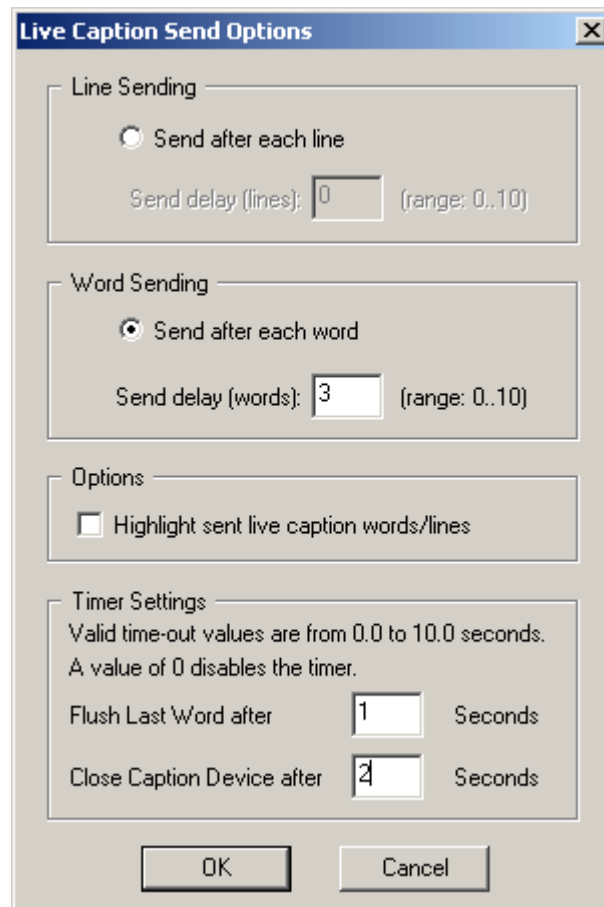 Live Caption Send Options
Line Sending
Send after each line
Send delay (lines): 0 (range: 0..10)
Word Sending
Send after each word
Send delay (words): 3 (range: 0..10)
Options
Highlight sent live caption words/lines
Timer Settings
Valid time-out values are from 0.0 to 10.0 seconds.
A value of 0 disables the timer.
Flush Last Word after 1 Seconds
Close Caption Device after 2 Seconds
OK Cancel